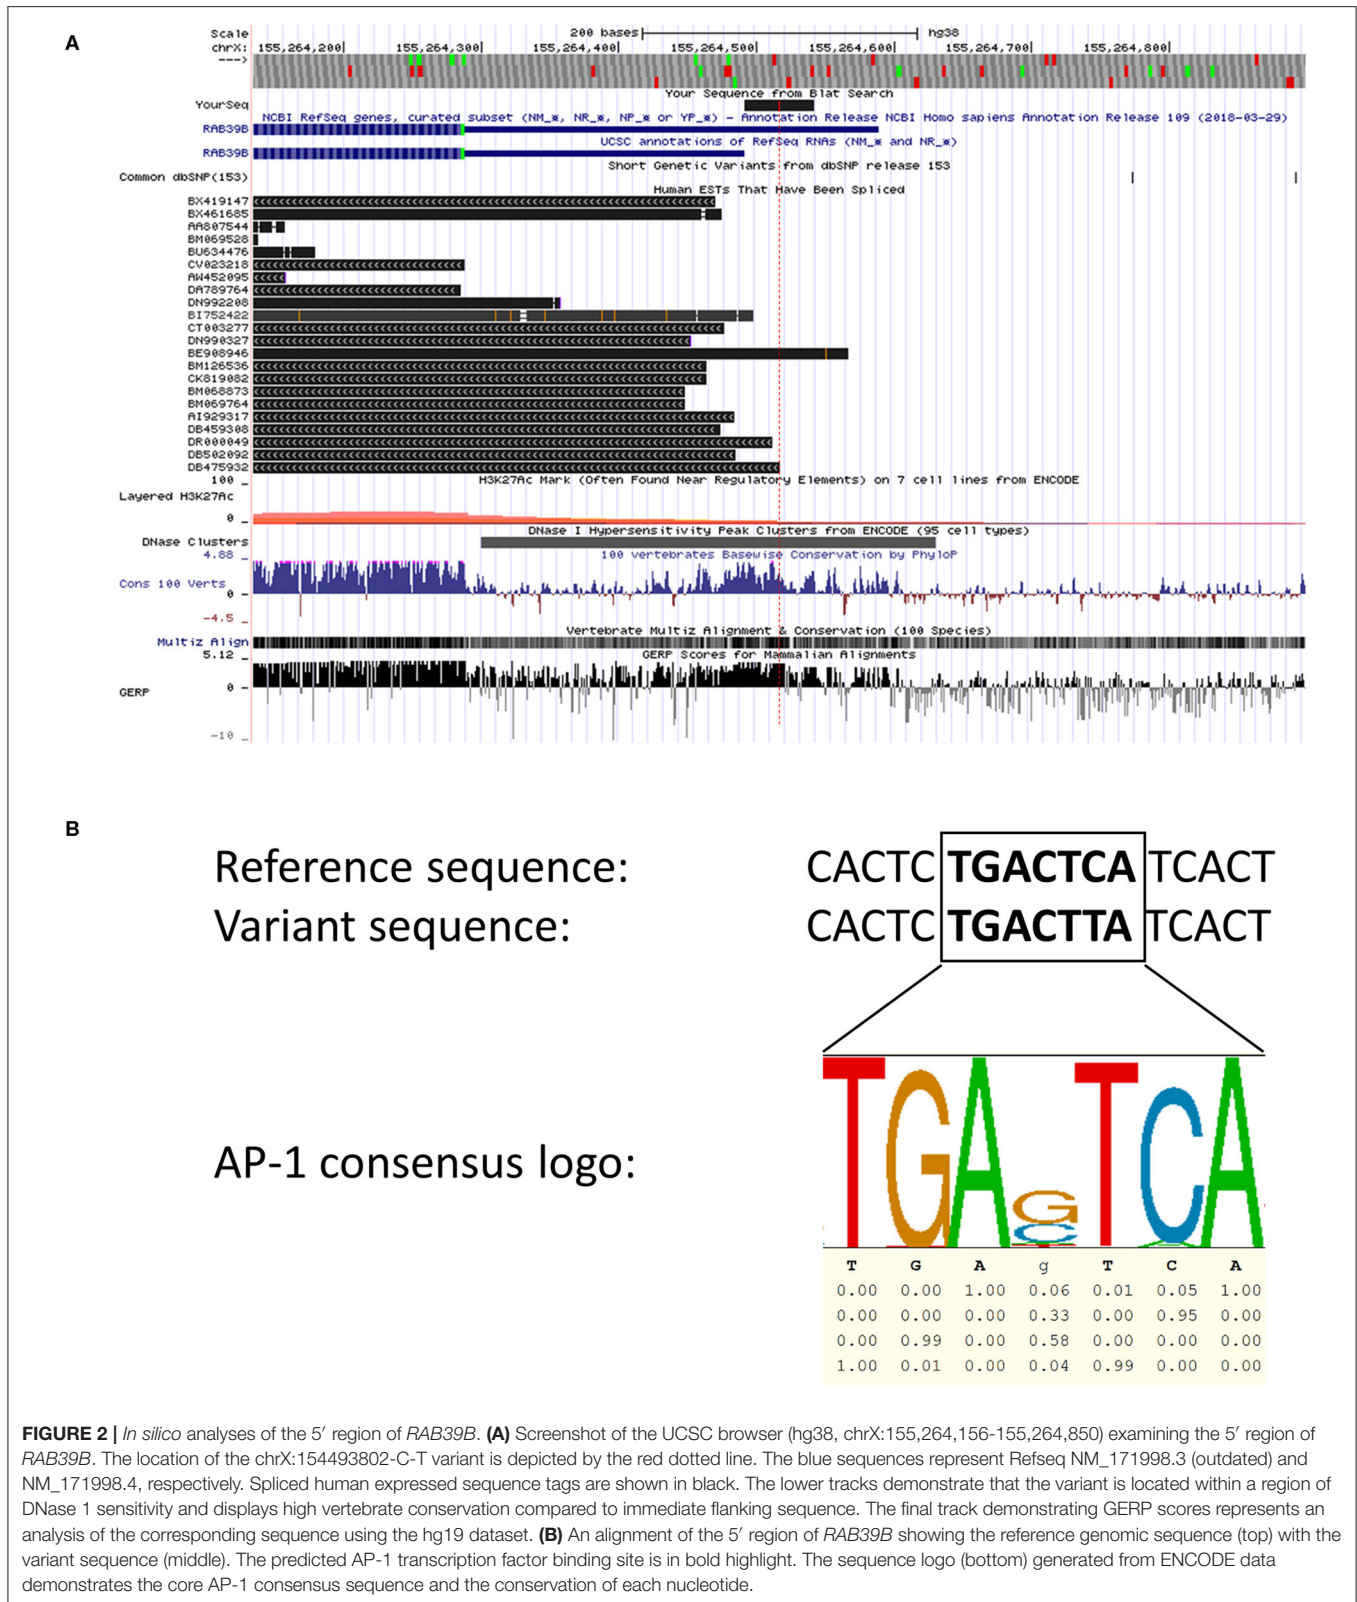 A
Scale
200 bases
hg38
chrX:
155,264,200
155,264,300
155,264,400
155,264,500
155,264,600
155,264,700
155,264,800
--->
Your Sequence from Blat Search
YourSeq
NCBI RefSeq genes, curated subset (NM_*, NR_*, NP_* or YP_*) - Annotation Release NCBI Homo sapiens Annotation Release 109 (2018-03-29)
RAB39B
UCSC annotations of RefSeq RNAs (NM_* and NR_*)
RAB39B
Short Genetic Variants from dbSNP release 153
Common dbSNP(153)
Human ESTs That Have Been Spliced
BX419147
BX461685
AA807544
BM069528
BU634476
CV023218
AW452095
DA789764
DN992208
BI752422
CT003277
DN990327
BE908946
BM126536
CK819082
BM068873
BM069764
AI929317
DB459308
DR000049
DB502092
DB475932
H3K27Ac Mark (Often Found Near Regulatory Elements) on 7 cell lines from ENCODE
100 _
Layered H3K27Ac
0 _
DNase I Hypersensitivity Peak Clusters from ENCODE (95 cell types)
DNase Clusters
100 vertebrates Basewise Conservation by PhyloP
4.88 _
Cons 100 Verts
0 -
-4.5 _
Vertebrate Multiz Alignment & Conservation (100 Species)
Multiz Align
GERP Scores for Mammalian Alignments
5.12 _
0 -
GERP
-10 _
B
Reference sequence: CACTC TGACTCA TCACT
Variant sequence: CACTC TGACTTA TCACT
AP-1 consensus logo:
TGAGTCA
C
T G A g T C A
0.00 0.00 1.00 0.06 0.01 0.05 1.00
0.00 0.00 0.00 0.33 0.00 0.95 0.00
0.00 0.99 0.00 0.58 0.00 0.00 0.00
1.00 0.01 0.00 0.04 0.99 0.00 0.00
FIGURE 2 | In silico analyses of the 5′ region of RAB39B. (A) Screenshot of the UCSC browser (hg38, chrX:155,264,156-155,264,850) examining the 5′ region of
RAB39B. The location of the chrX:154493802-C-T variant is depicted by the red dotted line. The blue sequences represent Refseq NM_171998.3 (outdated) and
NM_171998.4, respectively. Spliced human expressed sequence tags are shown in black. The lower tracks demonstrate that the variant is located within a region of
DNase 1 sensitivity and displays high vertebrate conservation compared to immediate flanking sequence. The final track demonstrating GERP scores represents an
analysis of the corresponding sequence using the hg19 dataset. (B) An alignment of the 5′ region of RAB39B showing the reference genomic sequence (top) with the
variant sequence (middle). The predicted AP-1 transcription factor binding site is in bold highlight. The sequence logo (bottom) generated from ENCODE data
demonstrates the core AP-1 consensus sequence and the conservation of each nucleotide.